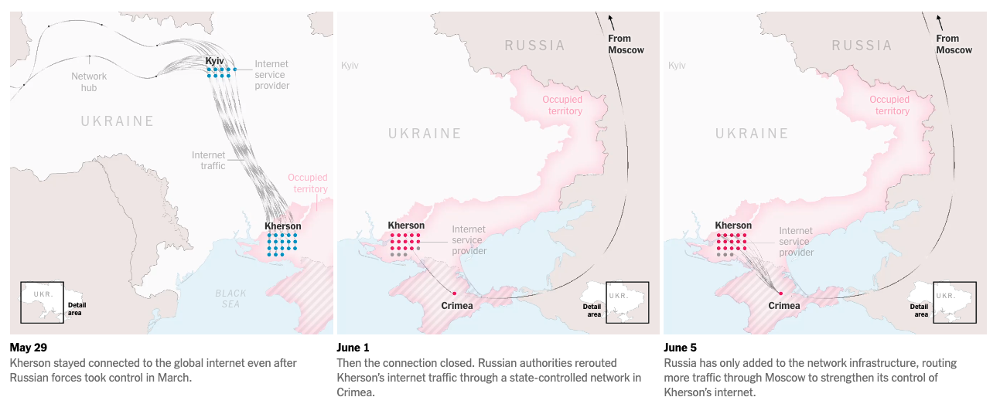 Kyiv
Internet
service
provider
Network
hub
UKRAINE
Internet
traffic
Occupied
territory
Kherson
BLACK
SEA
UKR.
Detail
area
May 29
Kherson stayed connected to the global internet even after
Russian forces took control in March.
From
Moscow
RUSSIA
Kyiv
Occupied
territory
UKRAINE
Kherson
Internet
service
provider
Crimea
UKR.
Detail
area
June 1
Then the connection closed. Russian authorities rerouted
Kherson’s internet traffic through a state-controlled network in
Crimea.
From
Moscow
RUSSIA
Kyiv
Occupied
territory
UKRAINE
Kherson
Internet
service
provider
Crimea
UKR.
Detail
area
June 5
Russia has only added to the network infrastructure, routing
more traffic through Moscow to strengthen its control of
Kherson’s internet.